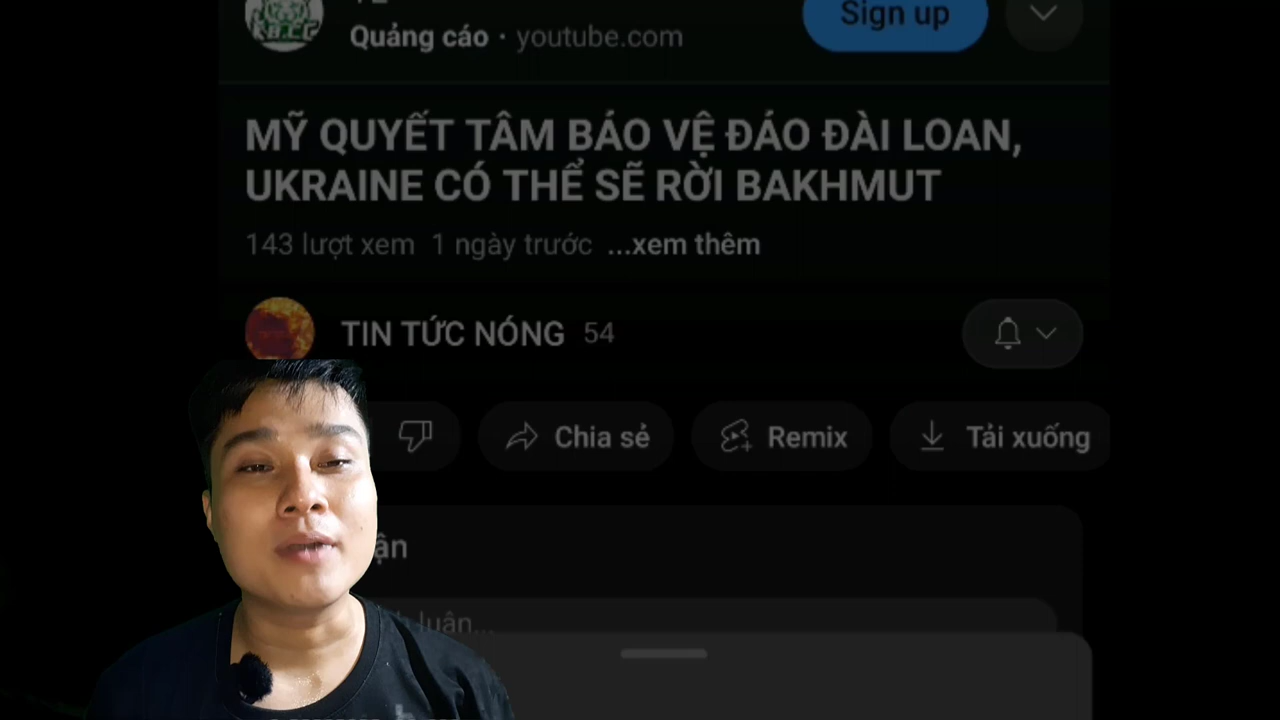 Sign up
Quảng cáo · youtube.com
MỸ QUYẾT TÂM BẢO VỆ ĐẢO ĐÀI LOAN,
UKRAINE CÓ THỂ SẼ RỜI BAKHMUT
143 lượt xem 1 ngày trước ...xem thêm
TIN TỨC NÓNG 54
Chia sẻ Remix Tải xuống
luận...